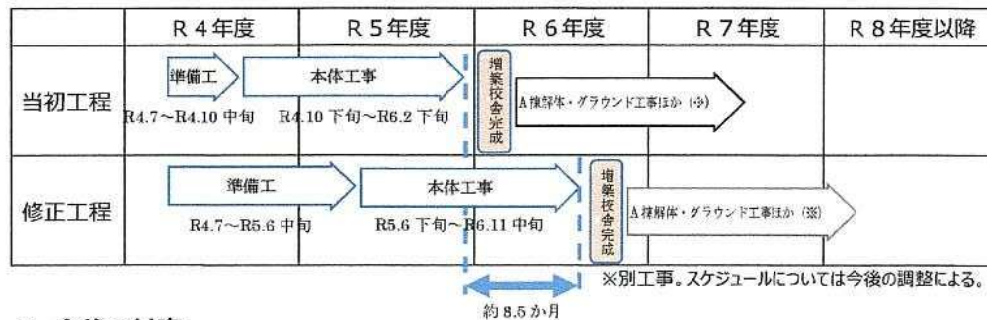 R4年度 R5年度 R6年度 R7年度 R8年度以降
当初工程
準備工
本体工事
増築校舎完成
A棟解体・グラウンド工事ほか (※)
R4.7～R4.10 中旬
R4.10 下旬～R6.2 下旬
修正工程
準備工
本体工事
増築校舎完成
A棟解体・グラウンド工事ほか (※)
R4.7～R5.6 中旬
R5.6 下旬～R6.11 中旬
※別工事。スケジュールについては今後の調整による。
約 8.5 か月